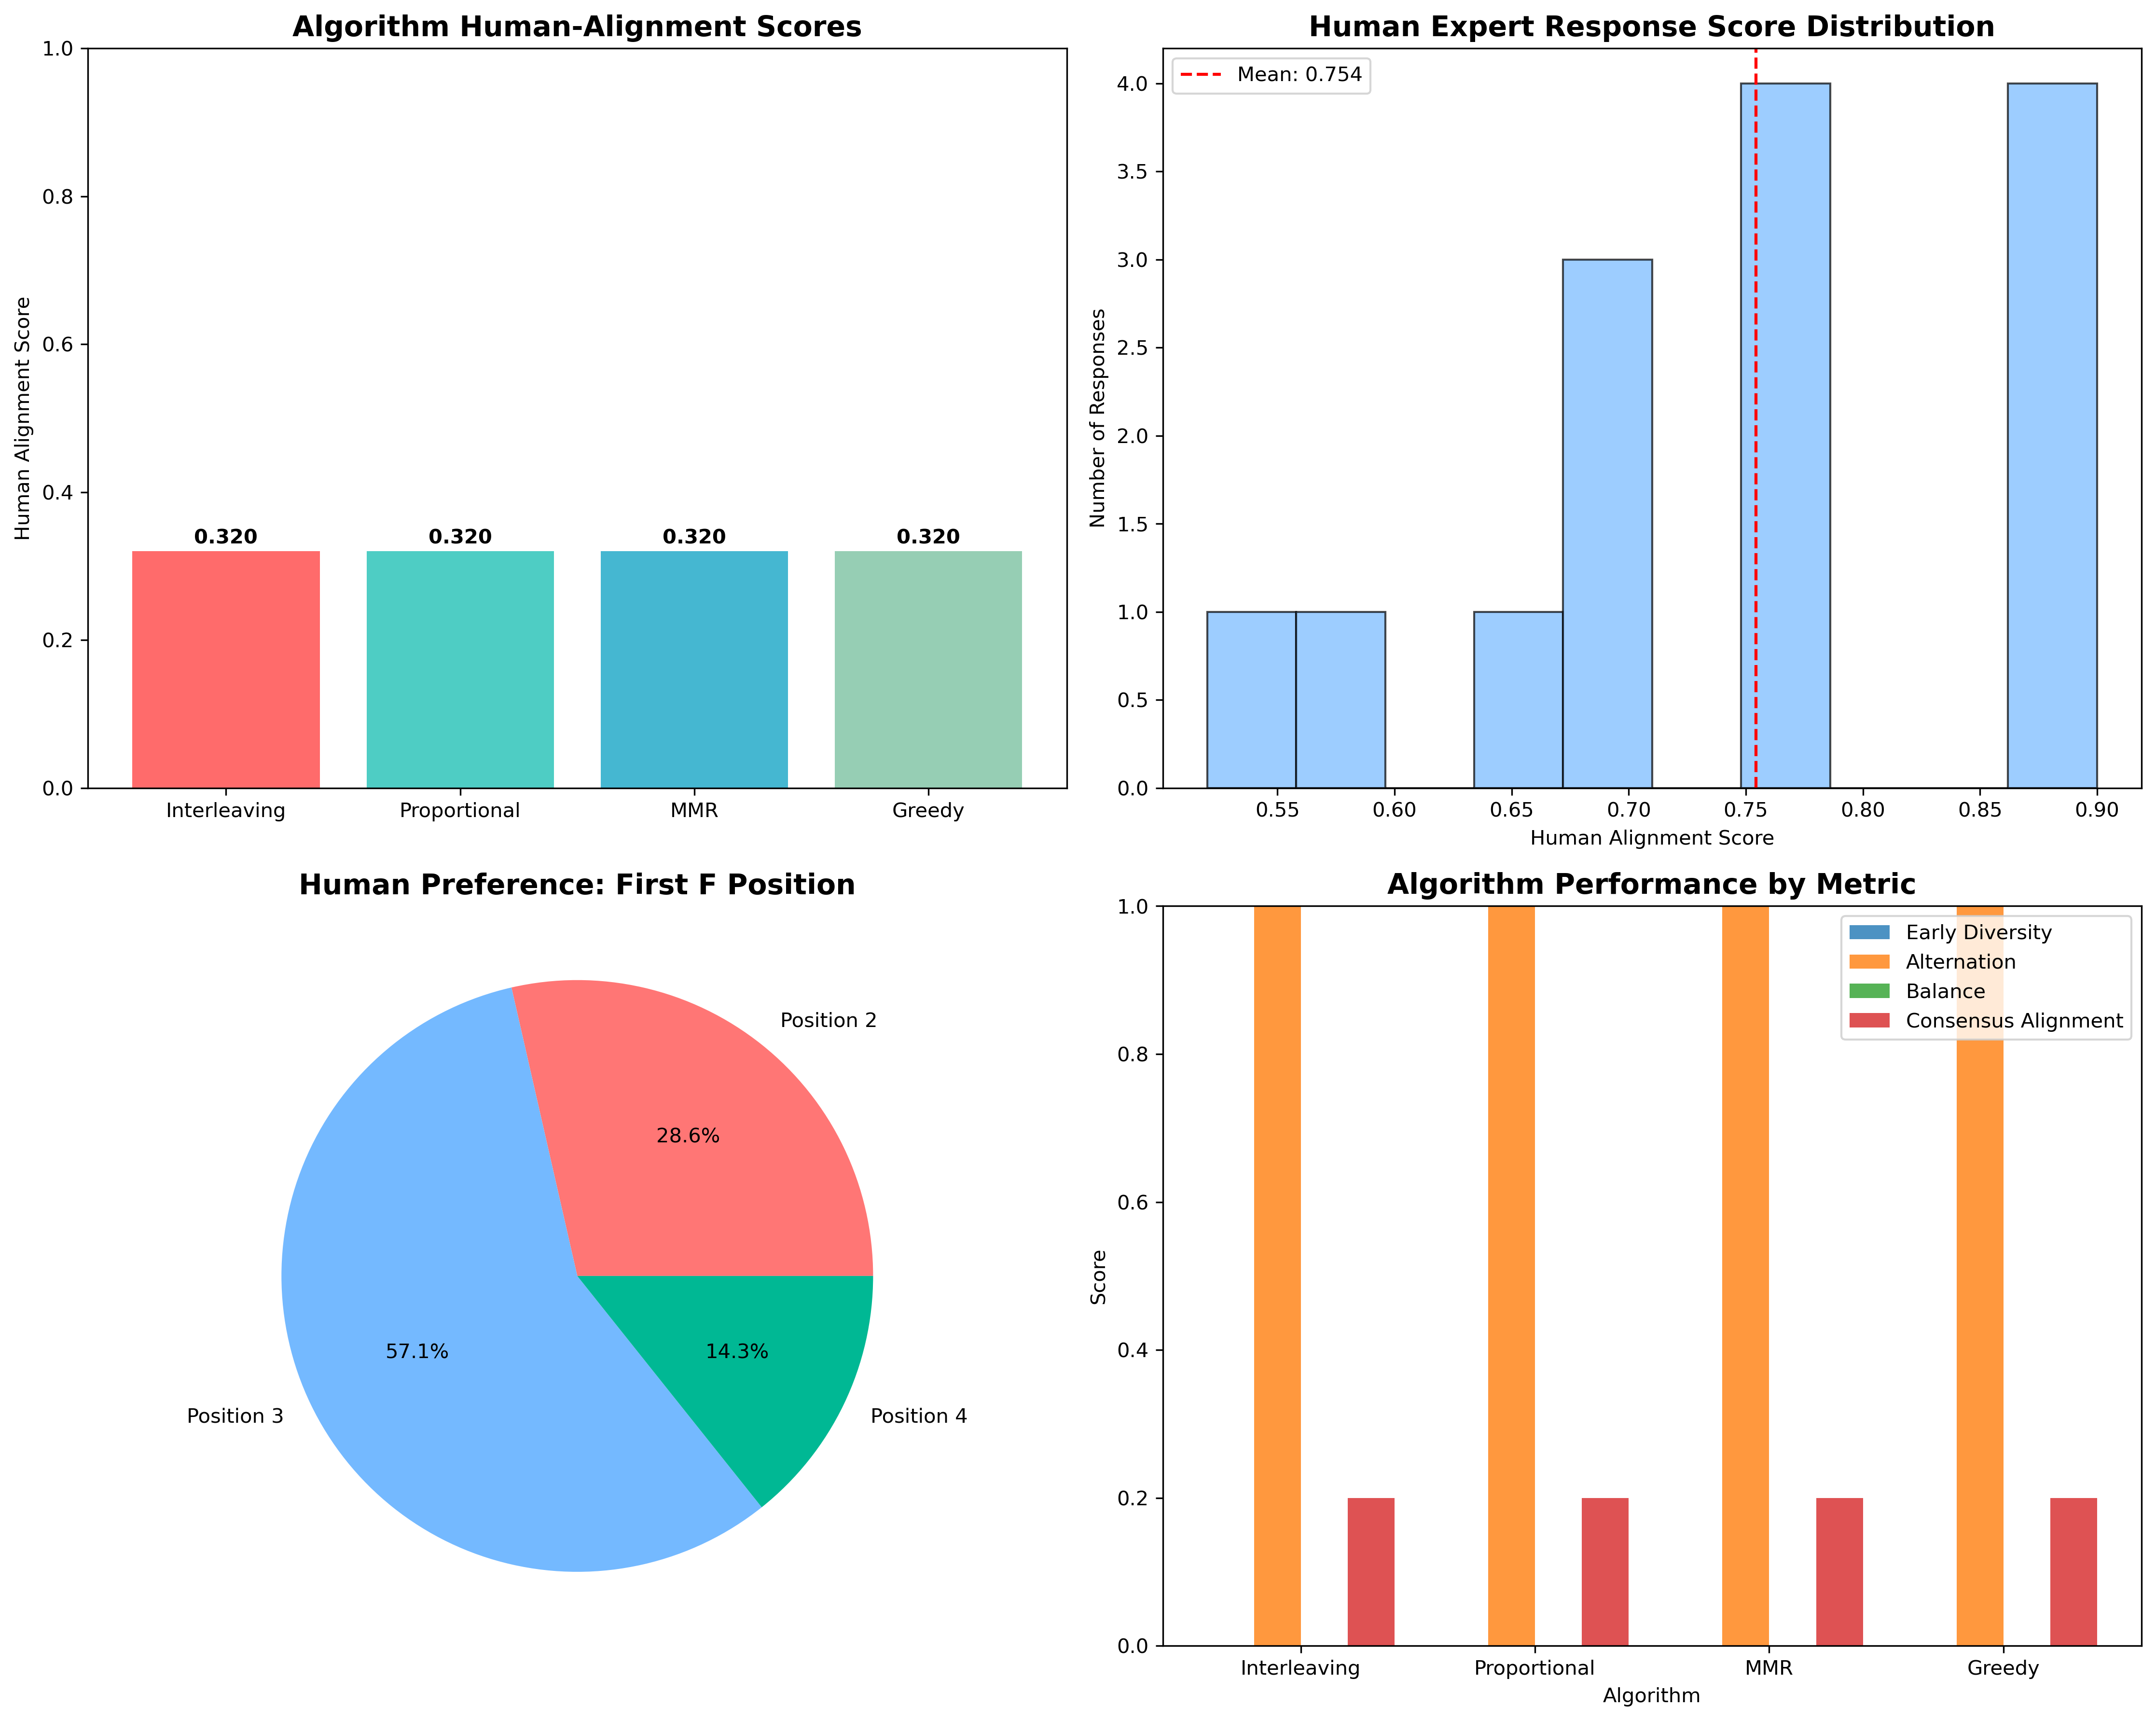 Algorithm Human-Alignment Scores
Human Alignment Score
1.0
0.8
0.6
0.4
0.2
0.0
0.320
0.320
0.320
0.320
Interleaving
Proportional
MMR
Greedy
Human Expert Response Score Distribution
Mean: 0.754
Number of Responses
4.0
3.5
3.0
2.5
2.0
1.5
1.0
0.5
0.0
0.55
0.60
0.65
0.70
0.75
0.80
0.85
0.90
Human Alignment Score
Human Preference: First F Position
Position 2
28.6%
57.1%
14.3%
Position 3
Position 4
Algorithm Performance by Metric
Early Diversity
Alternation
Balance
Consensus Alignment
Score
1.0
0.8
0.6
0.4
0.2
0.0
Interleaving
Proportional
MMR
Greedy
Algorithm